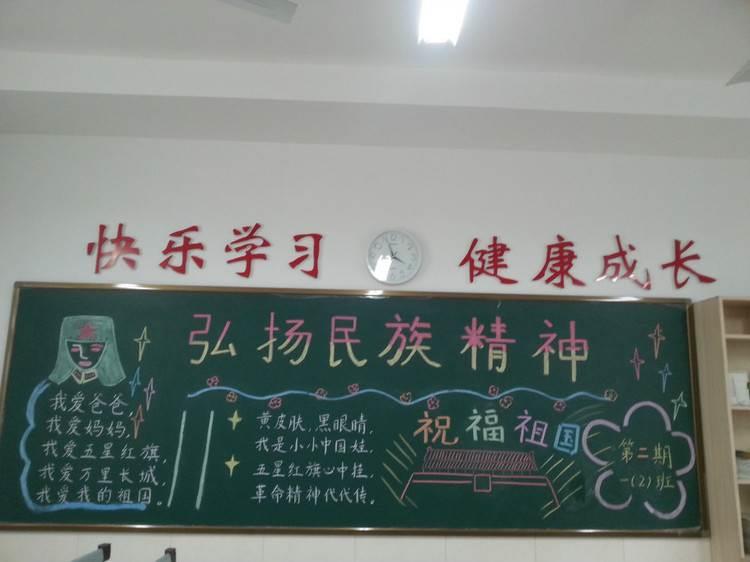 快乐学习 健康成长
弘扬民族精神
我爱爸爸,
我爱妈妈,
我爱五星红旗,
我爱万里长城,
我爱我的祖国。
黄皮肤,黑眼睛,
我是小小中国娃,
五星红旗心中挂,
革命精神代代传。
祝福祖国
第二期
一(2)班